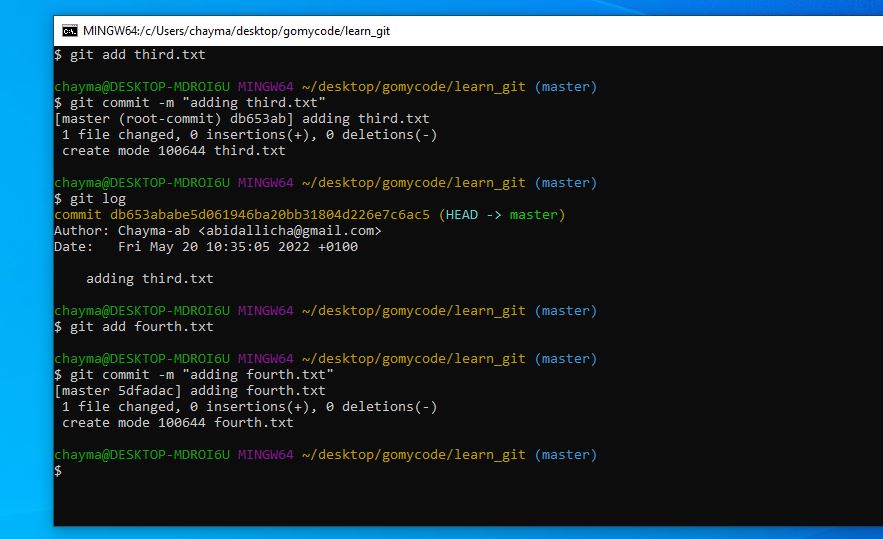 MINGW64:/c/Users/chayma/desktop/gomycode/learn_git
$ git add third.txt
chayma@DESKTOP-MDROI6U MINGW64 ~/desktop/gomycode/learn_git (master)
$ git commit -m "adding third.txt"
[master (root-commit) db653ab] adding third.txt
 1 file changed, 0 insertions(+), 0 deletions(-)
 create mode 100644 third.txt
chayma@DESKTOP-MDROI6U MINGW64 ~/desktop/gomycode/learn_git (master)
$ git log
commit db653ababe5d061946ba20bb31804d226e7c6ac5 (HEAD -> master)
Author: Chayma-ab <abidallicha@gmail.com>
Date:   Fri May 20 10:35:05 2022 +0100
    adding third.txt
chayma@DESKTOP-MDROI6U MINGW64 ~/desktop/gomycode/learn_git (master)
$ git add fourth.txt
chayma@DESKTOP-MDROI6U MINGW64 ~/desktop/gomycode/learn_git (master)
$ git commit -m "adding fourth.txt"
[master 5dfadac] adding fourth.txt
 1 file changed, 0 insertions(+), 0 deletions(-)
 create mode 100644 fourth.txt
chayma@DESKTOP-MDROI6U MINGW64 ~/desktop/gomycode/learn_git (master)
$